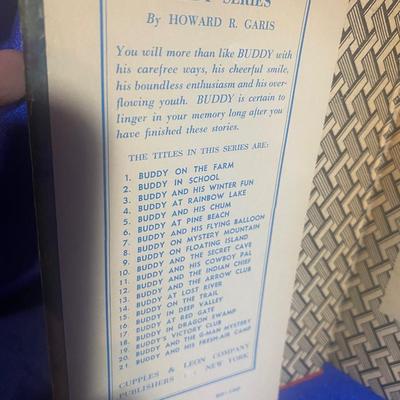 SERIES
By HOWARD R. GARIS
You will more than like BUDDY with
his carefree ways, his cheerful smile,
his boundless enthusiasm and his over-
flowing youth. BUDDY is certain to
linger in your memory long after you
have finished these stories.
THE TITLES IN THIS SERIES ARE:
1. BUDDY ON THE FARM
2. BUDDY IN SCHOOL
3. BUDDY AND HIS WINTER FUN
4. BUDDY AT RAINBOW LAKE
5. BUDDY AND HIS CHUM
6. BUDDY AT PINE BEACH
7. BUDDY AND HIS FLYING BALLOON
8. BUDDY ON MYSTERY MOUNTAIN
9. BUDDY ON FLOATING ISLAND
10. BUDDY AND THE SECRET CAVE
11. BUDDY AND HIS COWBOY PAL
12. BUDDY AND THE INDIAN CHIEF
13. BUDDY AND THE ARROW CLUB
14. BUDDY AT LOST RIVER
15. BUDDY ON THE TRAIL
16. BUDDY IN DEEP VALLEY
17. BUDDY AT RED GATE
18. BUDDY IN DRAGON SWAMP
19. BUDDY'S VICTORY CLUB
20. BUDDY AND THE G-MAN MYSTERY
21. BUDDY AND HIS FRESH-AIR CAMP
CUPPLES & LEON COMPANY
PUBLISHERS : : NEW YORK